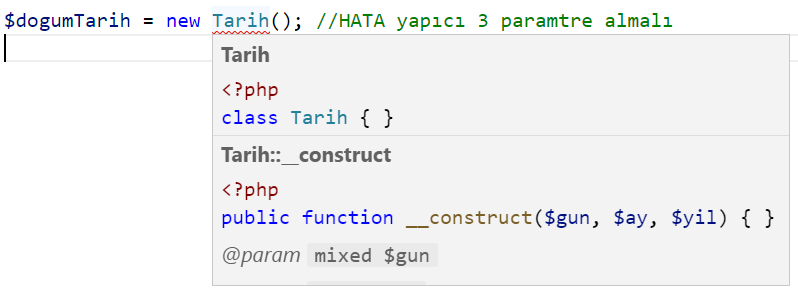 $dogumTarih = new Tarih(); //HATA yapıcı 3 paramtre almalı
Tarih
<?php
class Tarih { }
Tarih::__construct
<?php
public function __construct($gun, $ay, $yil) { }
@param mixed $gun